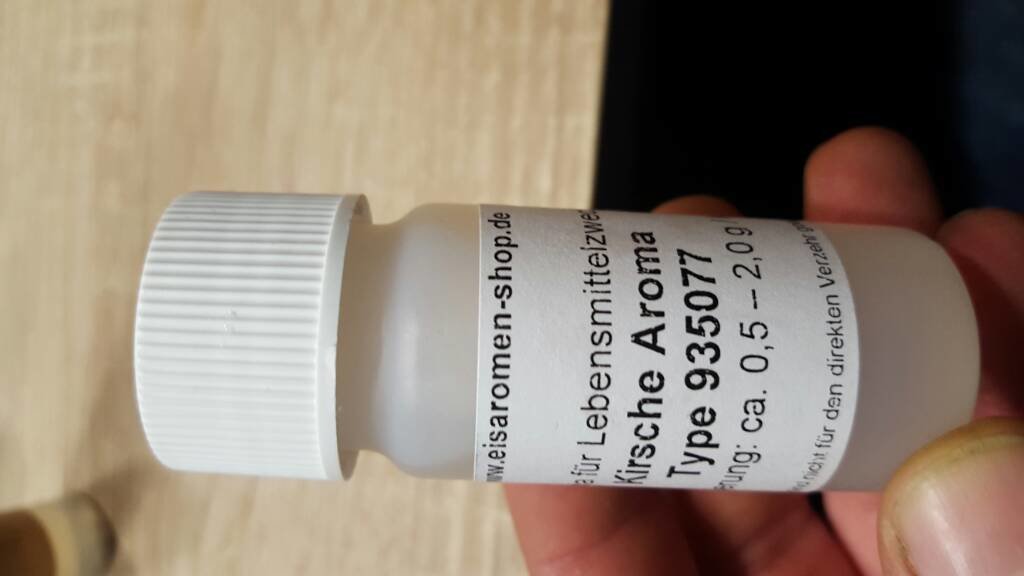 w.eisaromen-shop.de
für Lebensmittelzwe
Kirsche Aroma
Type 935077
rung: ca. 0,5 – 2,0 g
nicht für den direkten Verzehr